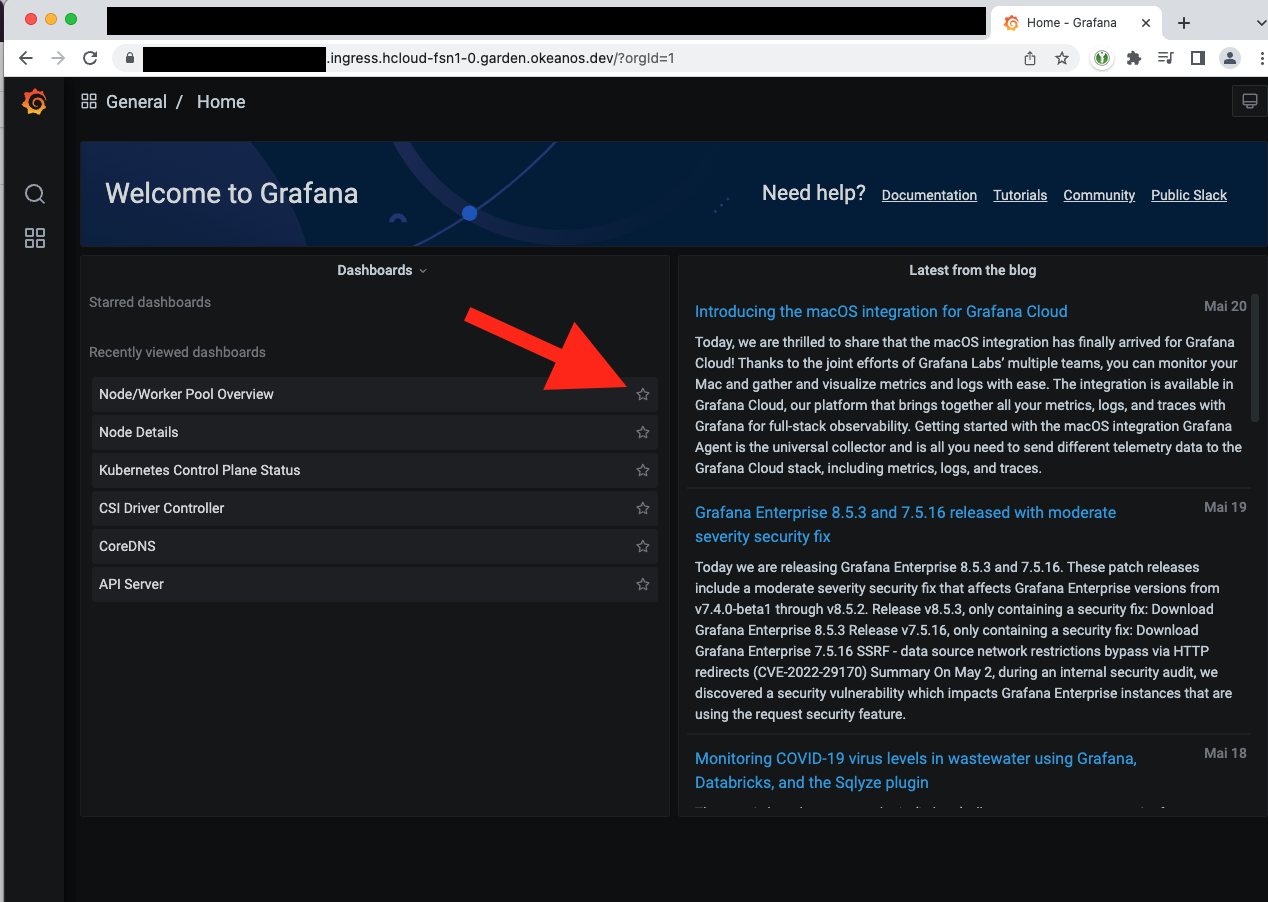 Home - Grafana
.ingress.hcloud-fsn1-0.garden.okeanos.dev/?orgId=1
General / Home
Welcome to Grafana
Need help? Documentation Tutorials Community Public Slack
Dashboards
Starred dashboards
Recently viewed dashboards
Node/Worker Pool Overview
Node Details
Kubernetes Control Plane Status
CSI Driver Controller
CoreDNS
API Server
Latest from the blog
Introducing the macOS integration for Grafana Cloud
Mai 20
Today, we are thrilled to share that the macOS integration has finally arrived for Grafana
Cloud! Thanks to the joint efforts of Grafana Labs’ multiple teams, you can monitor your
Mac and gather and visualize metrics and logs with ease. The integration is available in
Grafana Cloud, our platform that brings together all your metrics, logs, and traces with
Grafana for full-stack observability. Getting started with the macOS integration Grafana
Agent is the universal collector and is all you need to send different telemetry data to the
Grafana Cloud stack, including metrics, logs, and traces.
Grafana Enterprise 8.5.3 and 7.5.16 released with moderate
severity security fix
Mai 19
Today we are releasing Grafana Enterprise 8.5.3 and 7.5.16. These patch releases
include a moderate severity security fix that affects Grafana Enterprise versions from
v7.4.0-beta1 through v8.5.2. Release v8.5.3, only containing a security fix: Download
Grafana Enterprise 8.5.3 Release v7.5.16, only containing a security fix: Download
Grafana Enterprise 7.5.16 SSRF - data source network restrictions bypass via HTTP
redirects (CVE-2022-29170) Summary On May 2, during an internal security audit, we
discovered a security vulnerability which impacts Grafana Enterprise instances that are
using the request security feature.
Monitoring COVID-19 virus levels in wastewater using Grafana,
Databricks, and the Sqlyze plugin
Mai 18